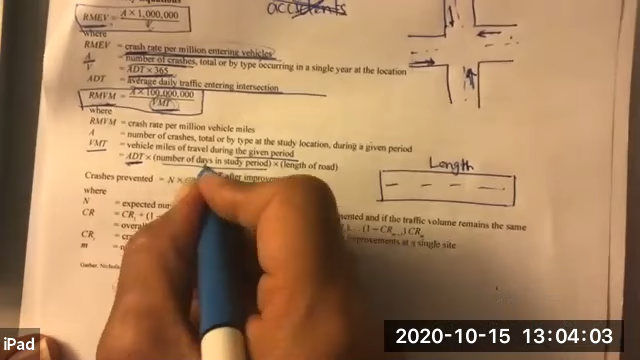 accidents
RMEV = A × 1,000,000
V
where
RMEV = crash rate per million entering vehicles
A = number of crashes, total or by type occurring in a single year at the location
V = ADT × 365
ADT = average daily traffic entering intersection
RMVM = A × 100,000,000
VMT
where
RMVM = crash rate per million vehicle miles
A = number of crashes, total or by type at the study location, during a given period
VMT = vehicle miles of travel during the given period
= ADT × (number of days in study period) × (length of road)
Length
Crashes prevented = N × after improvem
where
N = expected nu mented and if the traffic volume remains the same
CR = CR₁ + (1 – (1 – CRₘ₋₁) CRₘ
= overall provements at a single site
CR = cr
m = n
Garber, Nichola
iPad
2020-10-15 13:04:03